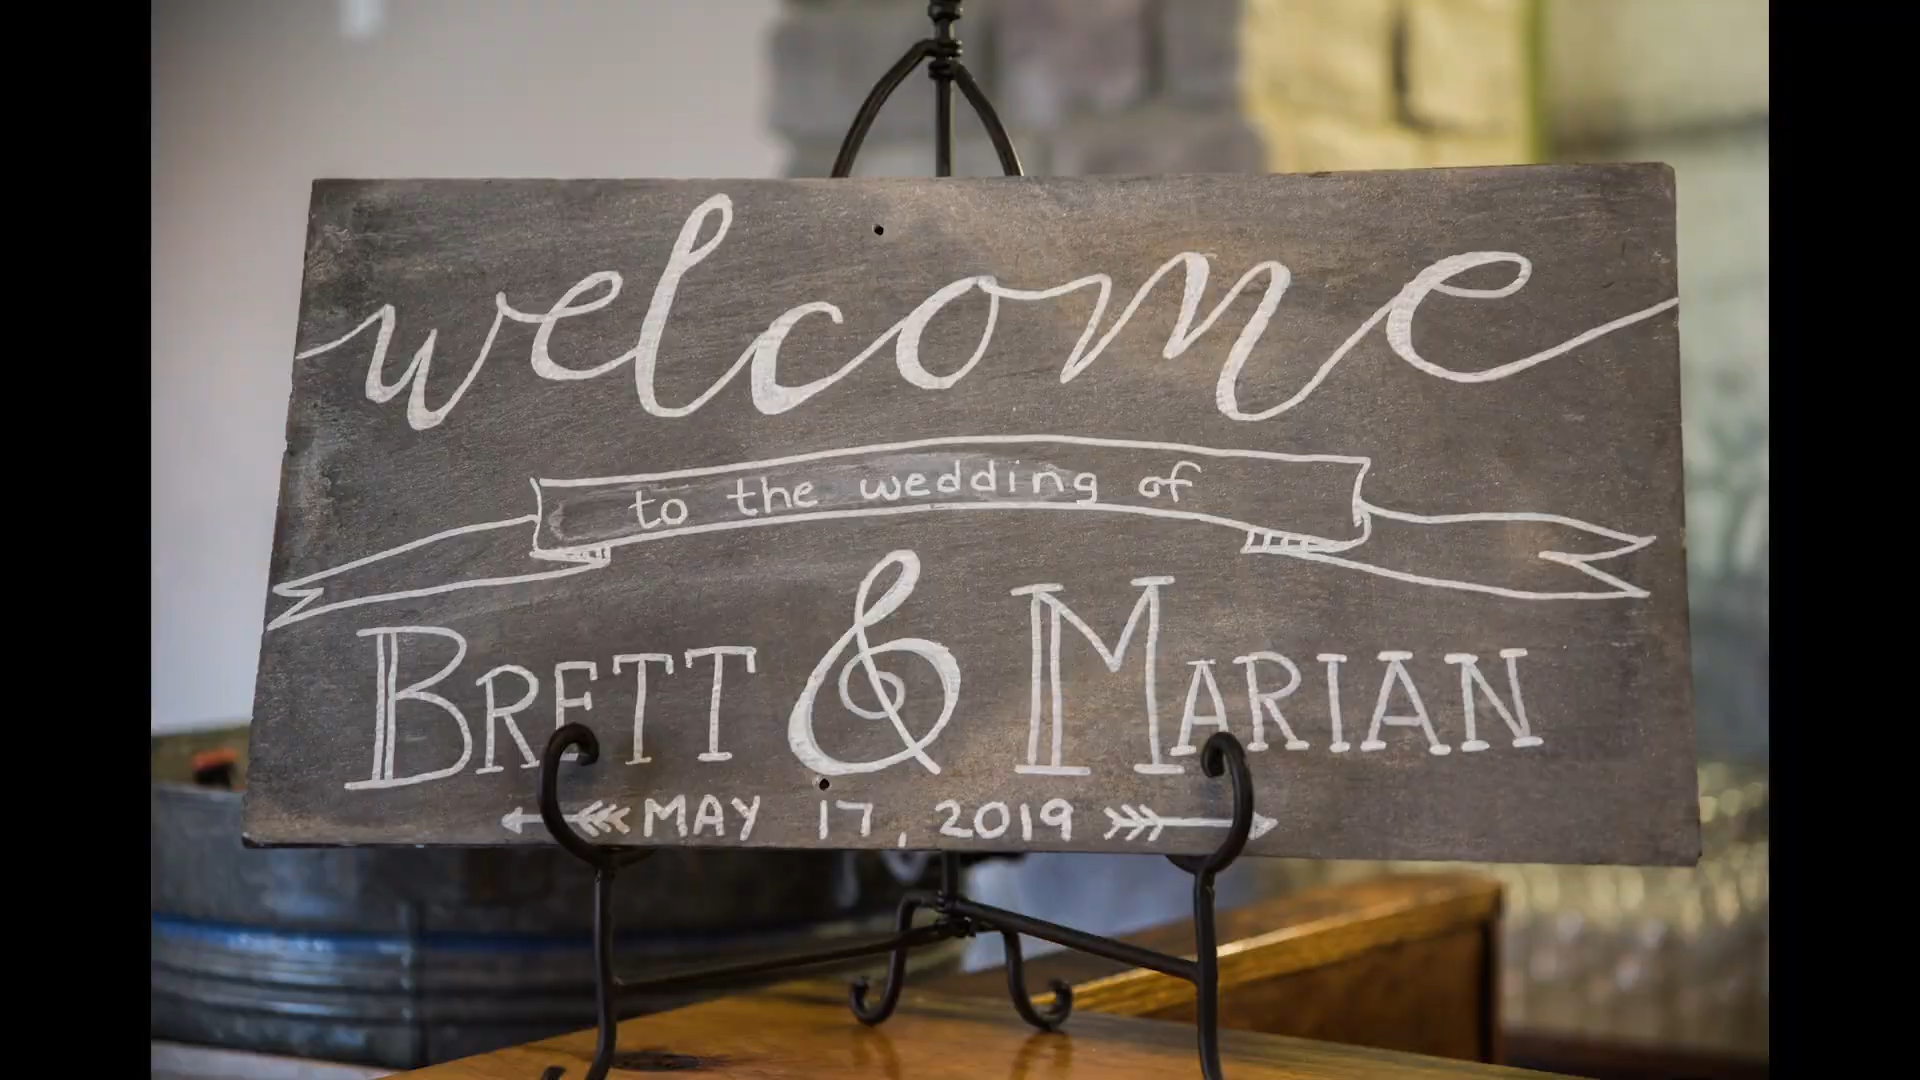 welcome
to the wedding of
BRETT & MARIAN
MAY 17, 2019